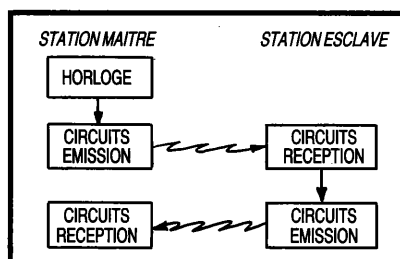 STATION MAITRE
STATION ESCLAVE
HORLOGE
CIRCUITS
EMISSION
CIRCUITS
RECEPTION
CIRCUITS
RECEPTION
CIRCUITS
EMISSION